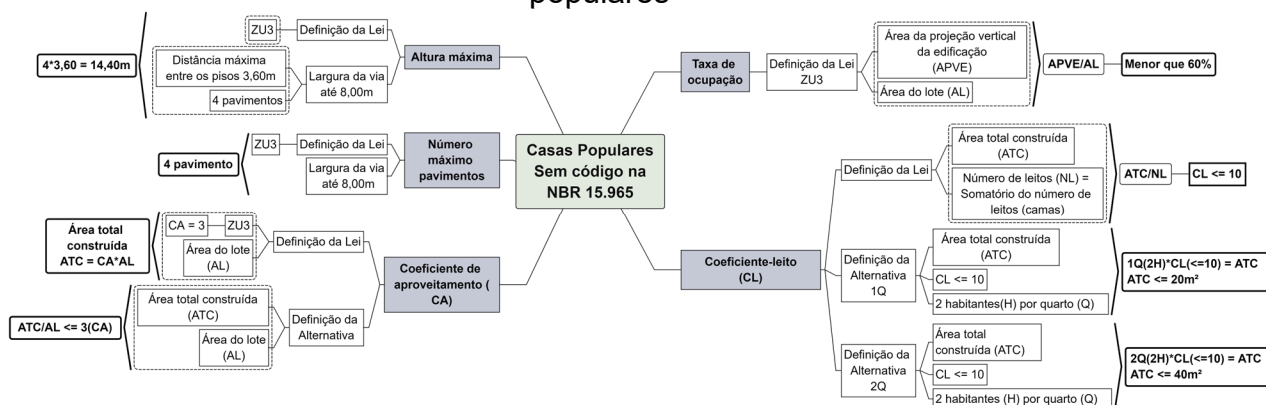 populares
ZU3
Definição da Lei
4*3,60 = 14,40m
Distância máxima
entre os pisos 3,60m
4 pavimentos
Largura da via
até 8,00m
Altura máxima
4 pavimento
ZU3
Definição da Lei
Largura da via
até 8,00m
Número
máximo
pavimentos
Área total
construída
ATC = CA*AL
CA = 3
ZU3
Área do lote
(AL)
Definição da Lei
ATC/AL <= 3(CA)
Área total construída
(ATC)
Área do lote
(AL)
Definição da
Alternativa
Coeficiente de
aproveitamento (
CA)
Casas Populares
Sem código na
NBR 15.965
Taxa de
ocupação
Definição da Lei
ZU3
Área da projeção vertical
da edificação
(APVE)
Área do lote (AL)
APVE/AL
Menor que 60%
Coeficiente-leito
(CL)
Definição da Lei
Área total construída
(ATC)
Número de leitos (NL) =
Somatório do número de
leitos (camas)
ATC/NL
CL <= 10
Definição da
Alternativa
1Q
Área total construída
(ATC)
CL <= 10
2 habitantes(H) por quarto (Q)
1Q(2H)*CL(<=10) = ATC
ATC <= 20m²
Definição da
Alternativa
2Q
Área total
construída (ATC)
CL <= 10
2 habitantes (H) por quarto (Q)
2Q(2H)*CL(<=10) = ATC
ATC <= 40m²